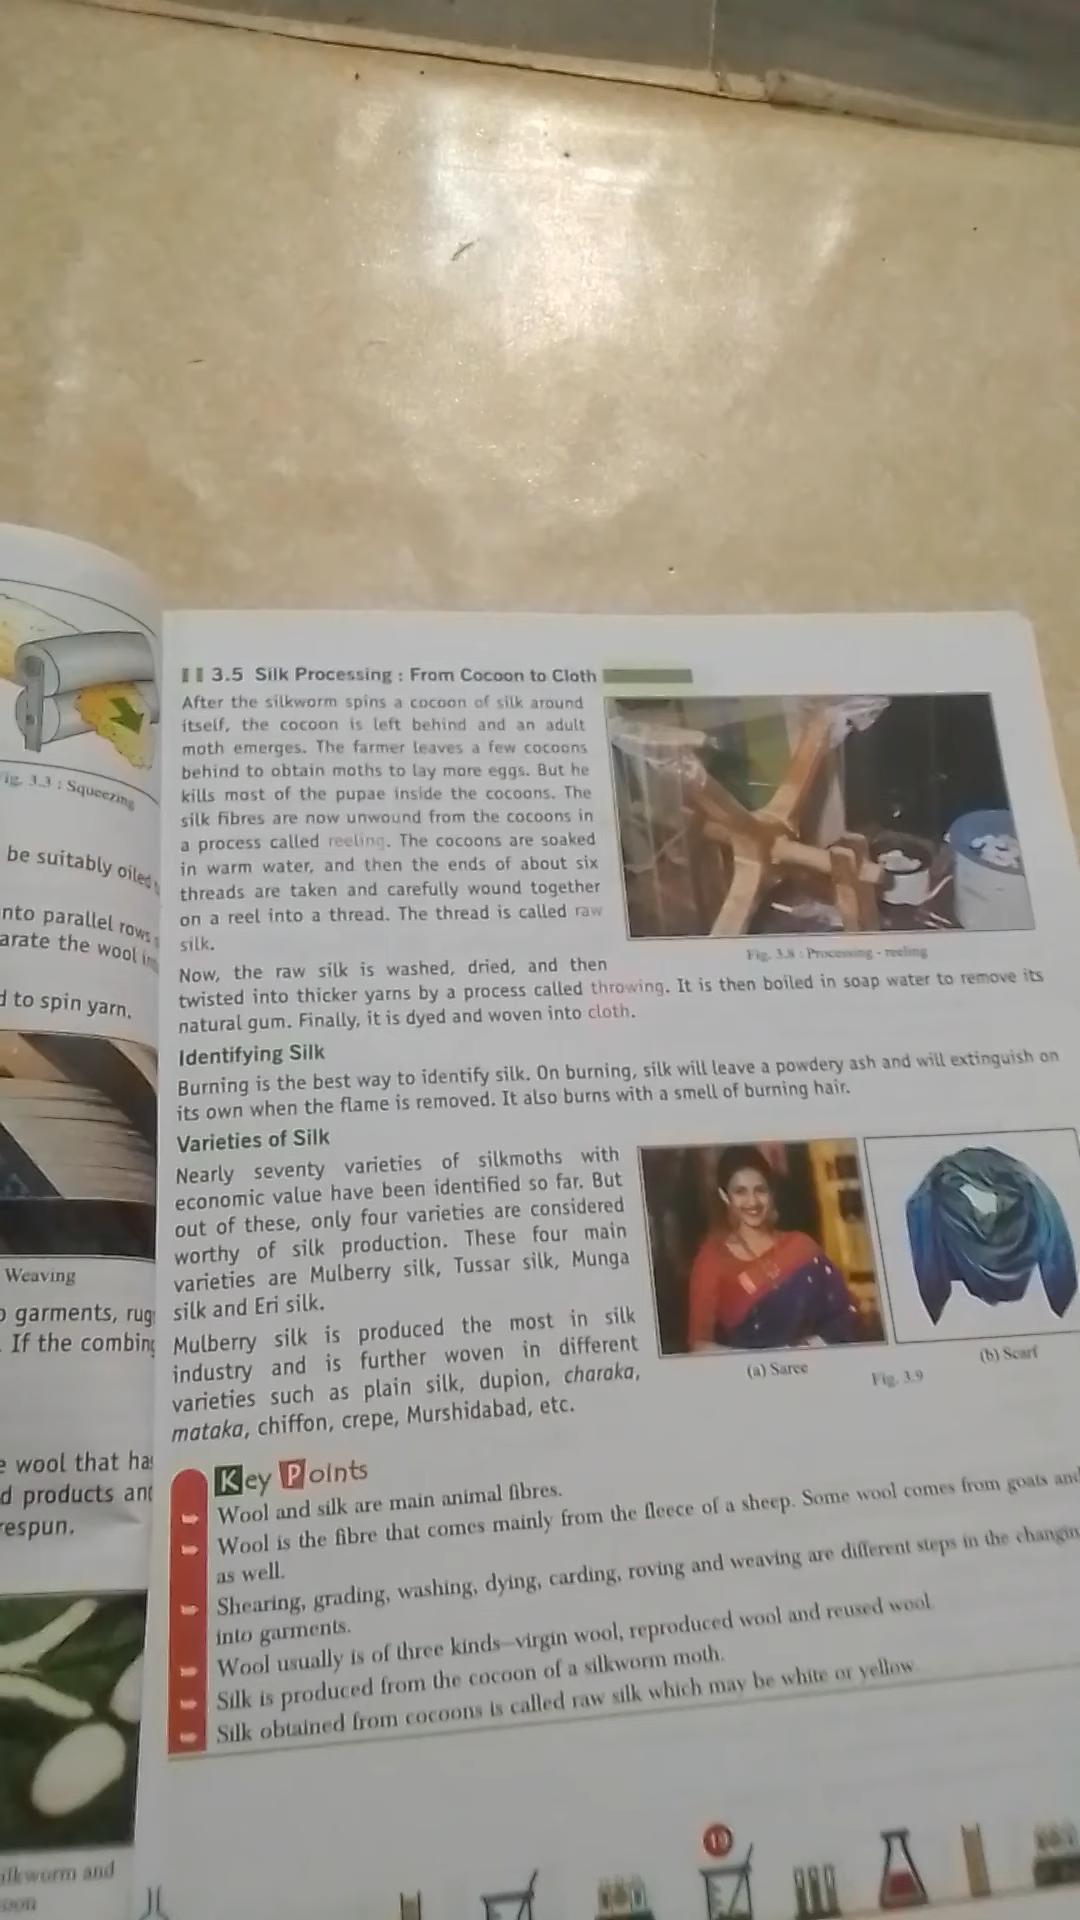 Fig. 3.3 : Squeezing
be suitably oiled
into parallel rows
arate the wool
d to spin yarn.
Weaving
garments, rug
. If the combing
e wool that has
d products and
respun.
silkworm and
3.5 Silk Processing : From Cocoon to Cloth
After the silkworm spins a cocoon of silk around
itself, the cocoon is left behind and an adult
moth emerges. The farmer leaves a few cocoons
behind to obtain moths to lay more eggs. But he
kills most of the pupae inside the cocoons. The
silk fibres are now unwound from the cocoons in
a process called reeling. The cocoons are soaked
in warm water, and then the ends of about six
threads are taken and carefully wound together
on a reel into a thread. The thread is called raw
silk.
Fig. 3.8 : Processing - reeling
Now, the raw silk is washed, dried, and then
twisted into thicker yarns by a process called throwing. It is then boiled in soap water to remove its
natural gum. Finally, it is dyed and woven into cloth.
Identifying Silk
Burning is the best way to identify silk. On burning, silk will leave a powdery ash and will extinguish on
its own when the flame is removed. It also burns with a smell of burning hair.
Varieties of Silk
Nearly seventy varieties of silkmoths with
economic value have been identified so far. But
out of these, only four varieties are considered
worthy of silk production. These four main
varieties are Mulberry silk, Tussar silk, Munga
silk and Eri silk.
Mulberry silk is produced the most in silk
industry and is further woven in different
varieties such as plain silk, dupion, charaka,
mataka, chiffon, crepe, Murshidabad, etc.
(a) Saree
(b) Scarf
Fig. 3.9
Key Points
Wool and silk are main animal fibres.
Wool is the fibre that comes mainly from the fleece of a sheep. Some wool comes from goats and
as well.
Shearing, grading, washing, dying, carding, roving and weaving are different steps in the changin
into garments.
Wool usually is of three kinds—virgin wool, reproduced wool and reused wool.
Silk is produced from the cocoon of a silkworm moth.
Silk obtained from cocoons is called raw silk which may be white or yellow